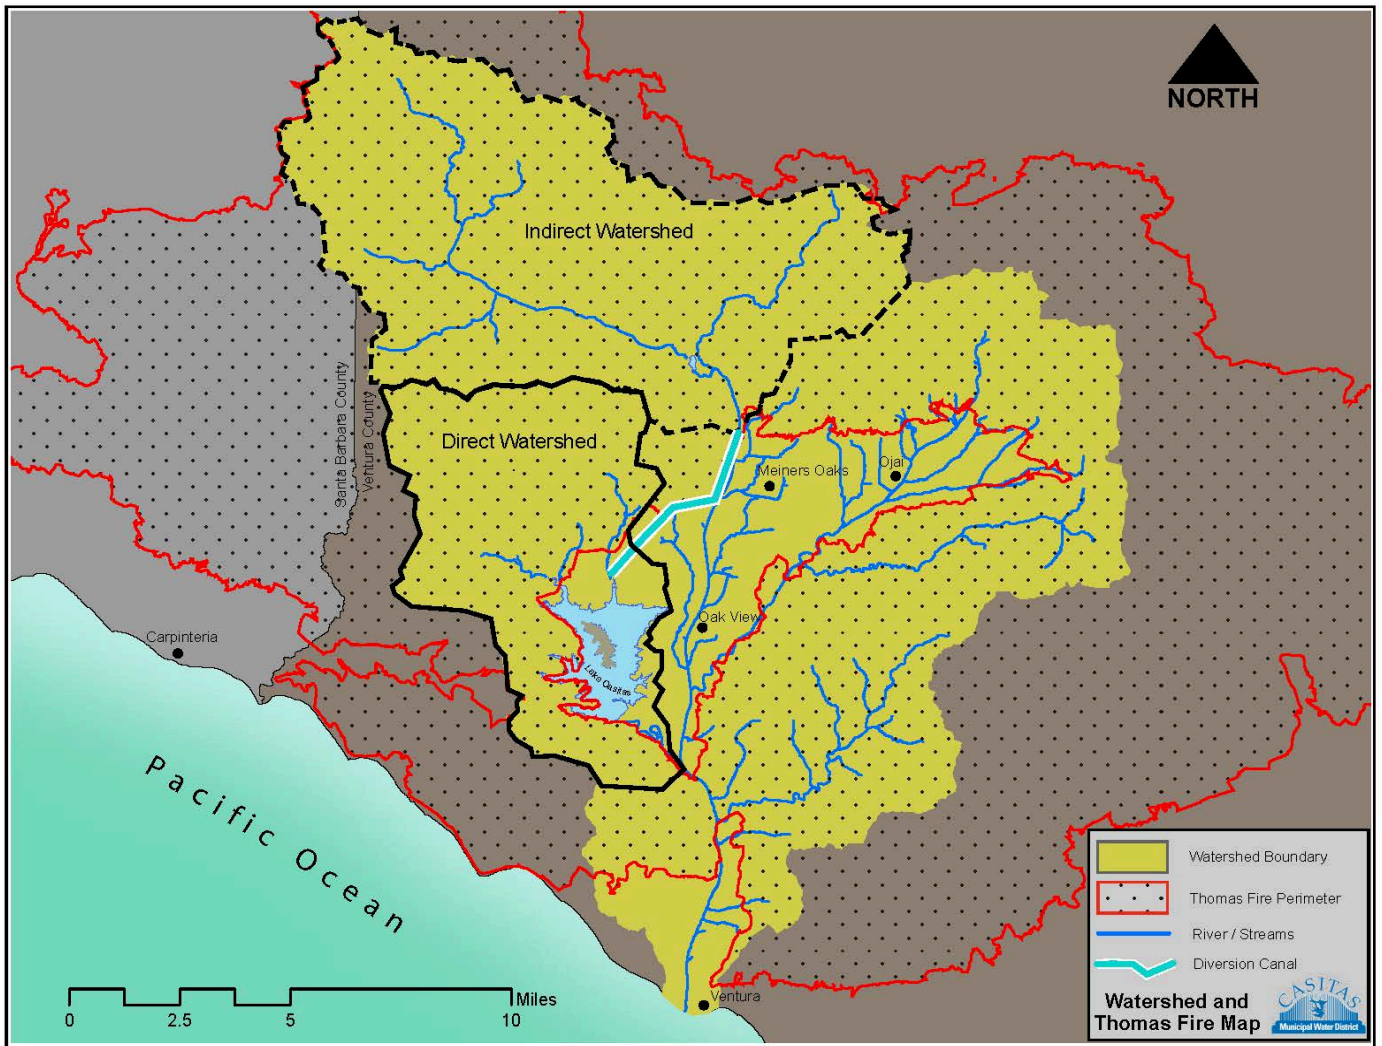 NORTH
Indirect Watershed
Direct Watershed
Santa Barbara County
Ventura County
Meiners Oaks
Ojai
Oak View
Carpinteria
Lake Casitas
Pacific Ocean
Ventura
Miles
0
2.5
5
10
Watershed Boundary
Thomas Fire Perimeter
River / Streams
Diversion Canal
Watershed and
Thomas Fire Map
CASITAS
Municipal Water District